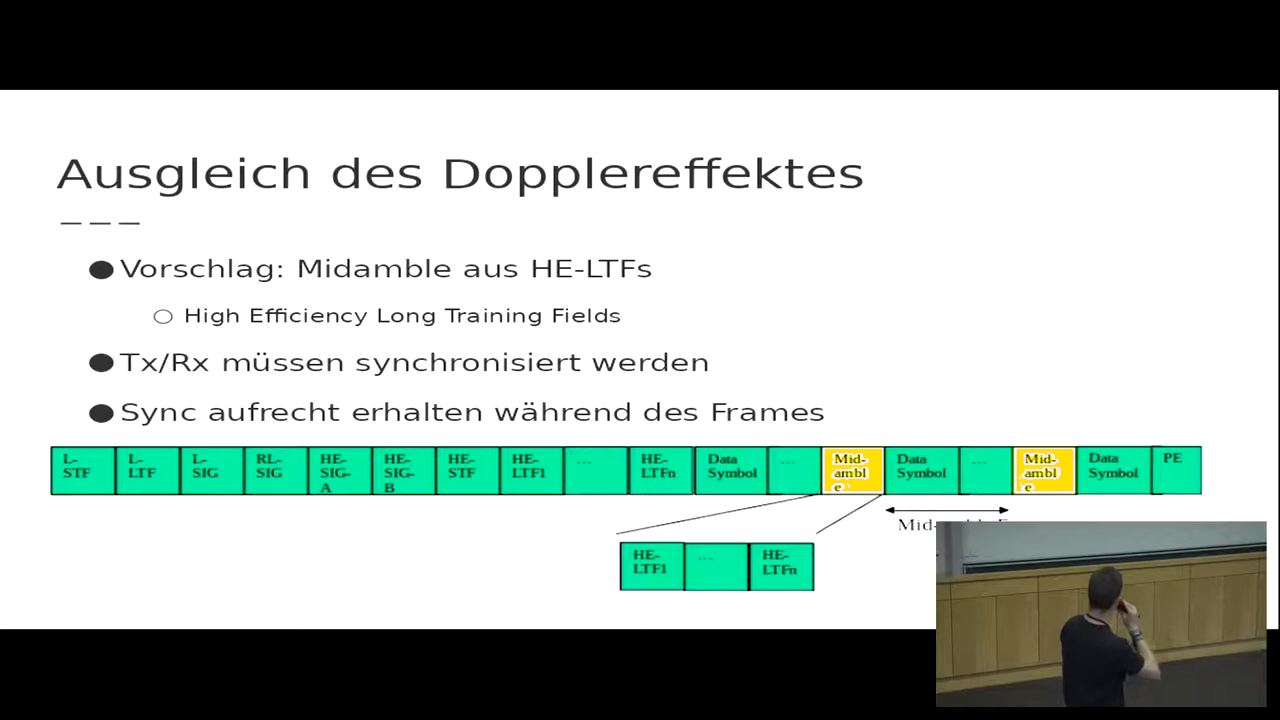 Ausgleich des Dopplereffektes
Vorschlag: Midamble aus HE-LTFs
High Efficiency Long Training Fields
Tx/Rx müssen synchronisiert werden
Sync aufrecht erhalten während des Frames
L-
STF
L-
LTF
L-
SIG
RL-
SIG
HE-
SIG-
A
HE-
SIG-
B
HE-
STF
HE-
LTF1
...
HE-
LTFn
Data
Symbol
...
Mid-
ambl
e
Data
Symbol
...
Mid-
ambl
e
Data
Symbol
PE
HE-
LTF1
...
HE-
LTFn